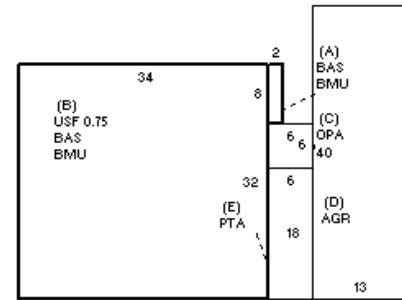 2
(A)
BAS
BMU
34
8
(B)
USF 0.75
BAS
BMU
(C)
OPA
40
6
6
32
6
(E)
PTA
(D)
AGR
18
13